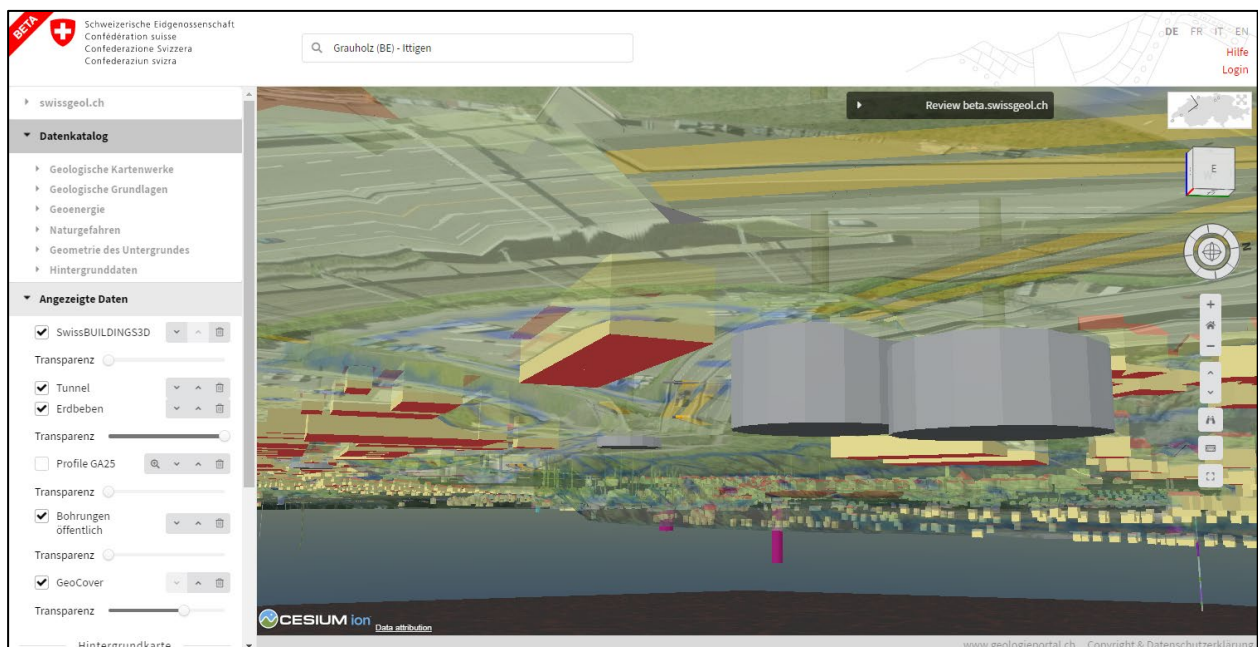 BETA
Schweizerische Eidgenossenschaft
Confédération suisse
Confederazione Svizzera
Confederaziun svizra
Grauholz (BE) - Ittigen
DE FR IT EN
Hilfe
Login
swissgeol.ch
Datenkatalog
Geologische Kartenwerke
Geologische Grundlagen
Geoenergie
Naturgefahren
Geometrie des Untergrundes
Hintergrunddaten
Angezeigte Daten
SwissBUILDINGS3D
Transparenz
Tunnel
Erdbeben
Transparenz
Profile GA25
Transparenz
Bohrungen
öffentlich
Transparenz
GeoCover
Transparenz
Hintergrundkarte
Review beta.swissgeol.ch
E
N
CESIUM ion
Data attribution
www.geologieportal.ch Copyright & Datenschutzerklärung